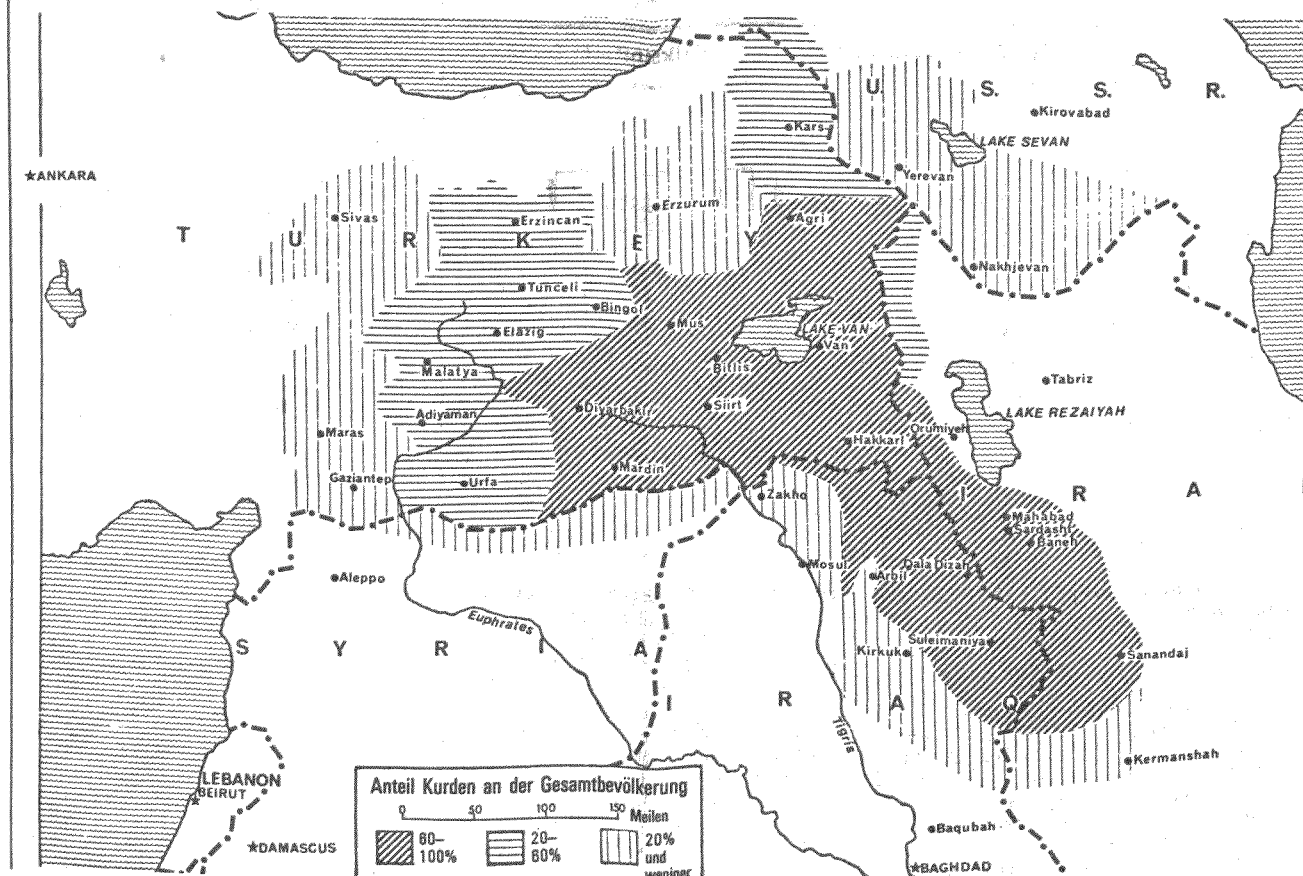 U. S. S. R.
Kirovabad
Kars
LAKE SEVAN
Yerevan
ANKARA
Sivas
Erzincan
Erzurum
Agri
T U R K E Y
Nakhjevan
Tunceli
Bingol
Mus
Elazig
LAKE VAN
Van
Bitlis
Malatya
Tabriz
Adiyaman
Diyarbakir
Siirt
LAKE REZAIYAH
Maras
Orumiyeh
Hakkari
Gaziantep
Urfa
Mardin
Zakho
I R A
Mahabad
Sardasht
Baneh
Aleppo
Mosul
Arbil
Qala Dizah
Euphrates
S Y R I A
Suleimaniya
Kirkuk
Sanandaj
I R A Q
Tigris
Kermanshah
LEBANON
BEIRUT
DAMASCUS
Baqubah
BAGHDAD
Anteil Kurden an der Gesamtbevölkerung
0 50 100 150 Meilen
60–
100%
20–
60%
20%
und
weniger